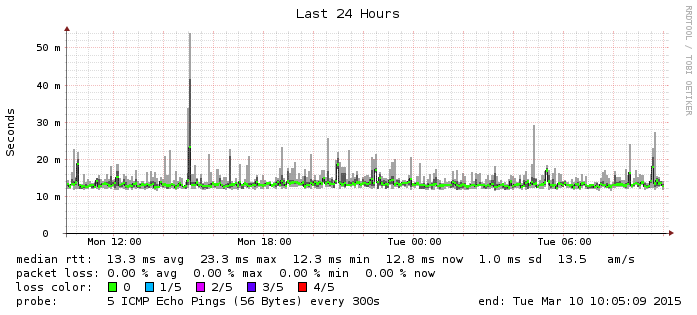 Last 24 Hours
RRDTOOL / TOBI OETIKER
Seconds
50 m
40 m
30 m
20 m
10 m
0
Mon 12:00 Mon 18:00 Tue 00:00 Tue 06:00
median rtt: 13.3 ms avg 23.3 ms max 12.3 ms min 12.8 ms now 1.0 ms sd 13.5 am/s
packet loss: 0.00 % avg 0.00 % max 0.00 % min 0.00 % now
loss color: 0 1/5 2/5 3/5 4/5
probe: 5 ICMP Echo Pings (56 Bytes) every 300s end: Tue Mar 10 10:05:09 2015